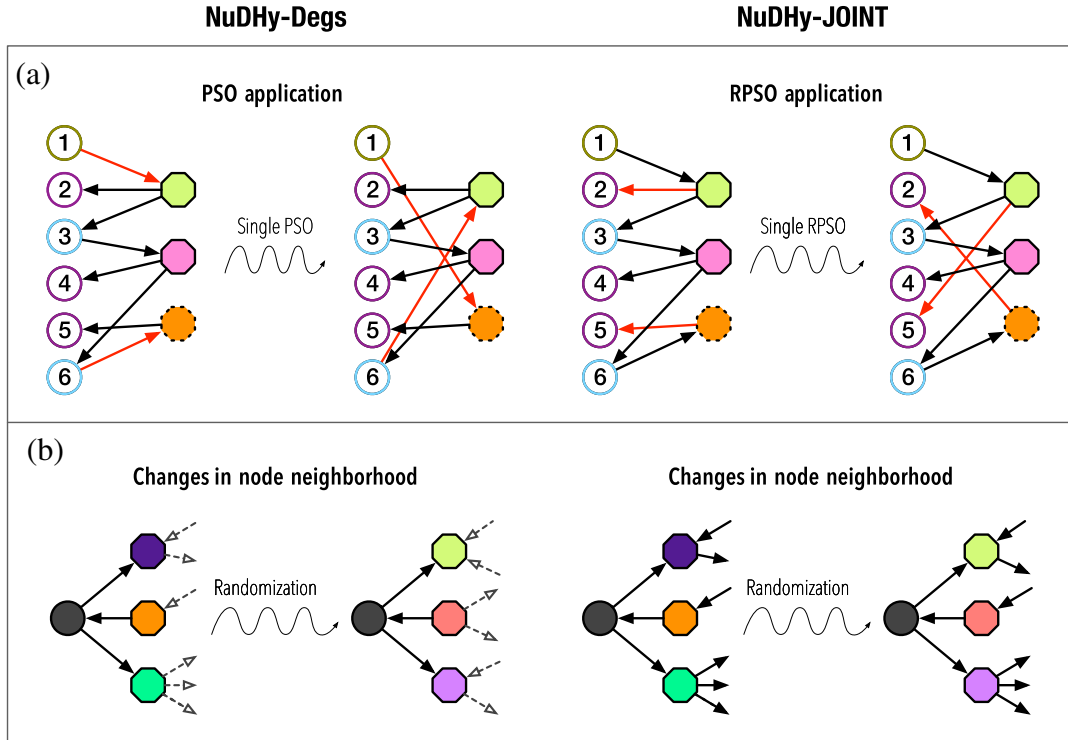 NuDHy-Degs
NuDHy-JOINT
(a)
PSO application
RPSO application
1
2
3
4
5
6
Single PSO
1
2
3
4
5
6
1
2
3
4
5
6
Single RPSO
1
2
3
4
5
6
(b)
Changes in node neighborhood
Changes in node neighborhood
Randomization
Randomization